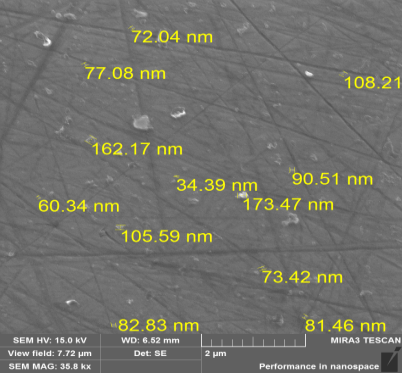 72.04 nm
77.08 nm
108.21
162.17 nm
34.39 nm
90.51 nm
60.34 nm
173.47 nm
105.59 nm
73.42 nm
82.83 nm
81.46 nm
SEM HV: 15.0 kV
WD: 6.52 mm
MIRA3 TESCAN
View field: 7.72 µm
Det: SE
2 µm
SEM MAG: 35.8 kx
Performance in nanospace